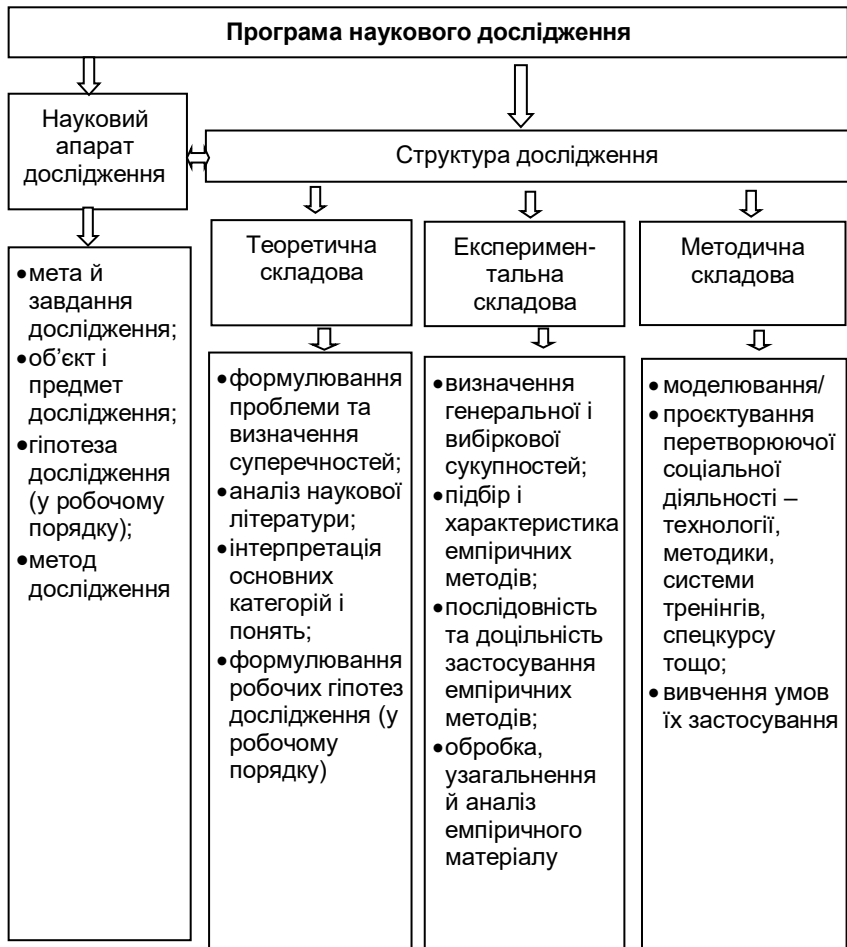 Програма наукового дослідження
Науковий
апарат
дослідження
Структура дослідження
Теоретична
складова
Експеримен-
тальна
складова
Методична
складова
•мета й
завдання
дослідження;
•об’єкт і
предмет
дослідження;
•гіпотеза
дослідження
(у робочому
порядку);
•метод
дослідження
•формулювання
проблеми та
визначення
суперечностей;
•аналіз наукової
літератури;
•інтерпретація
основних
категорій і
понять;
•формулювання
робочих гіпотез
дослідження (у
робочому
порядку)
•визначення
генеральної і
вибіркової
сукупностей;
•підбір і
характеристика
емпіричних
методів;
•послідовність
та доцільність
застосування
емпіричних
методів;
•обробка,
узагальнення
й аналіз
емпіричного
матеріалу
• моделювання/
• проєктування
перетворюючої
соціальної
діяльності –
технології,
методики,
системи
тренінгів,
спецкурсу
тощо;
• вивчення умов
їх застосування